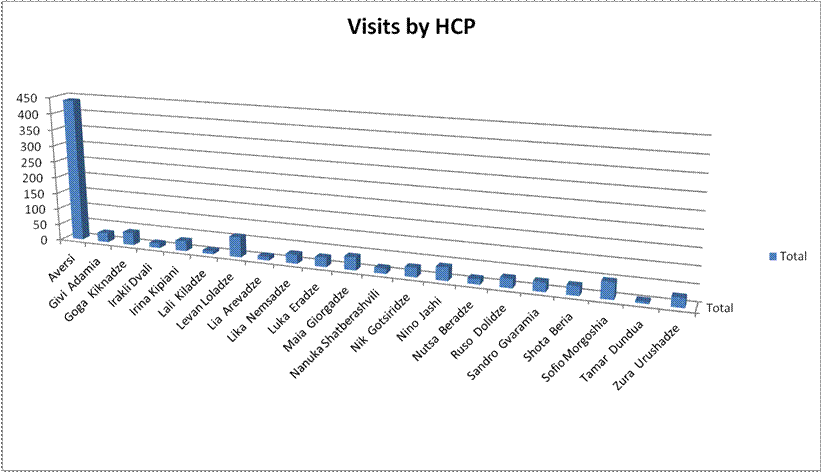 Visits by HCP
450
400
350
300
250
200
150
100
50
0
Aversi
Givi Adamia
Goga Kiknadze
Iraki Dvali
Irina Kipiani
Lali Kiladze
Levan Loladze
Lia Arevadze
Lika Nemsadze
Luka Eradze
Maia Giorgadze
Nanuka Shatberashvili
Nik Gotsiridze
Nino Jashi
Nutsa Beradze
Ruso Dolidze
Sandro Gvaramia
Shota Beria
Sofio Morgoshia
Tamar Dundua
Zura Urushadze
Total
Total